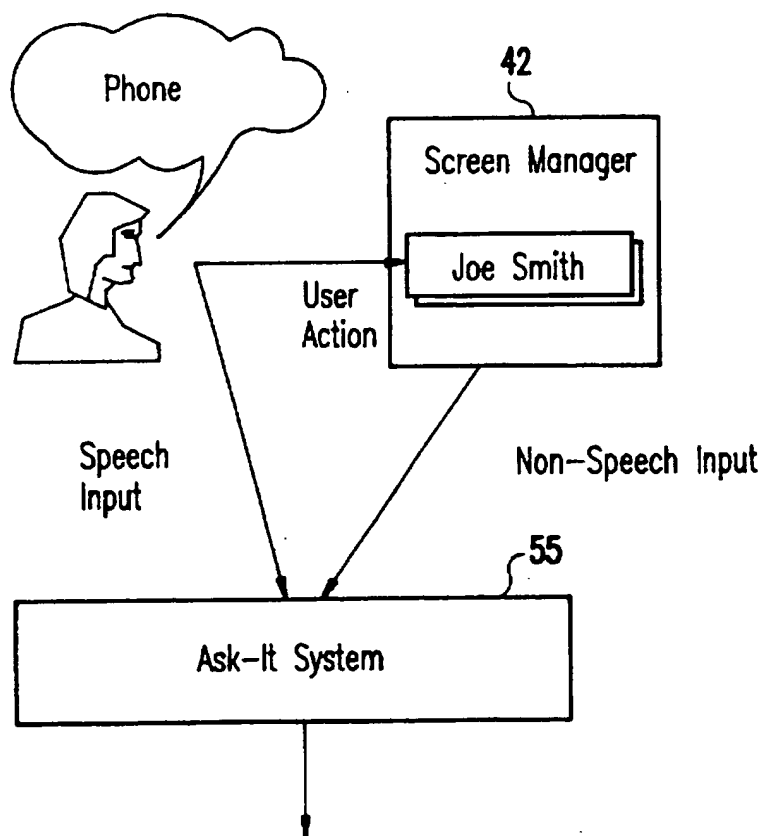 Phone
42
Screen Manager
Joe Smith
User
Action
Speech
Input
Non-Speech Input
55
Ask-It System